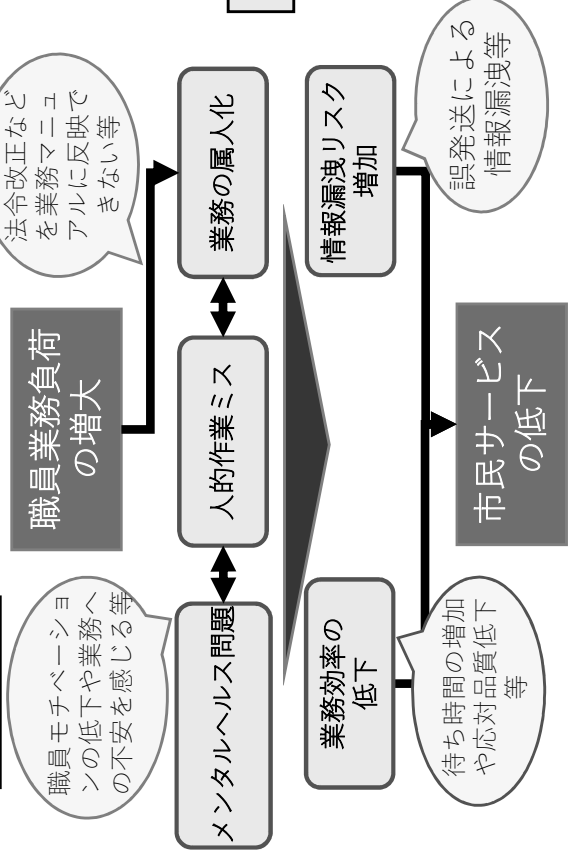 職員業務負荷
の増大
職員モチベーショ
ンの低下や業務へ
の不安を感じる等
法令改正など
を業務マニュ
アルに反映で
きない等
メンタルヘルス問題
人的作業ミス
業務の属人化
業務効率の
低下
情報漏洩リスク
増加
待ち時間の増加
や応対品質低下
等
誤発送による
情報漏洩等
市民サービス
の低下